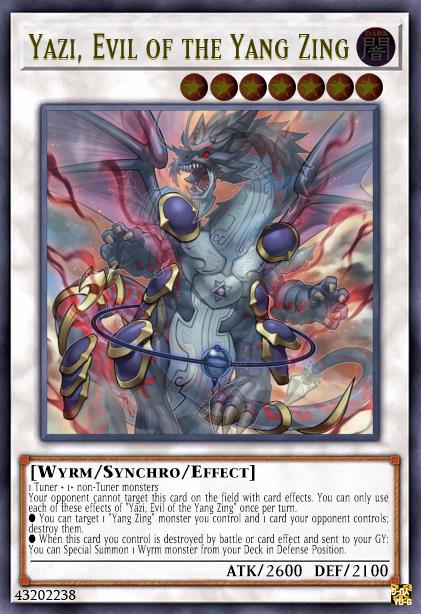 YAZI, EVIL OF THE YANG ZING
DARK
闇
[WYRM/SYNCHRO/EFFECT]
1 Tuner + 1+ non-Tuner monsters
Your opponent cannot target this card on the field with card effects. You can only use
each of these effects of "Yazi, Evil of the Yang Zing" once per turn.
● You can target 1 "Yang Zing" monster you control and 1 card your opponent controls;
destroy them.
● When this card you control is destroyed by battle or card effect and sent to your GY:
You can Special Summon 1 Wyrm monster from your Deck in Defense Position.
ATK/2600 DEF/2100
43202238